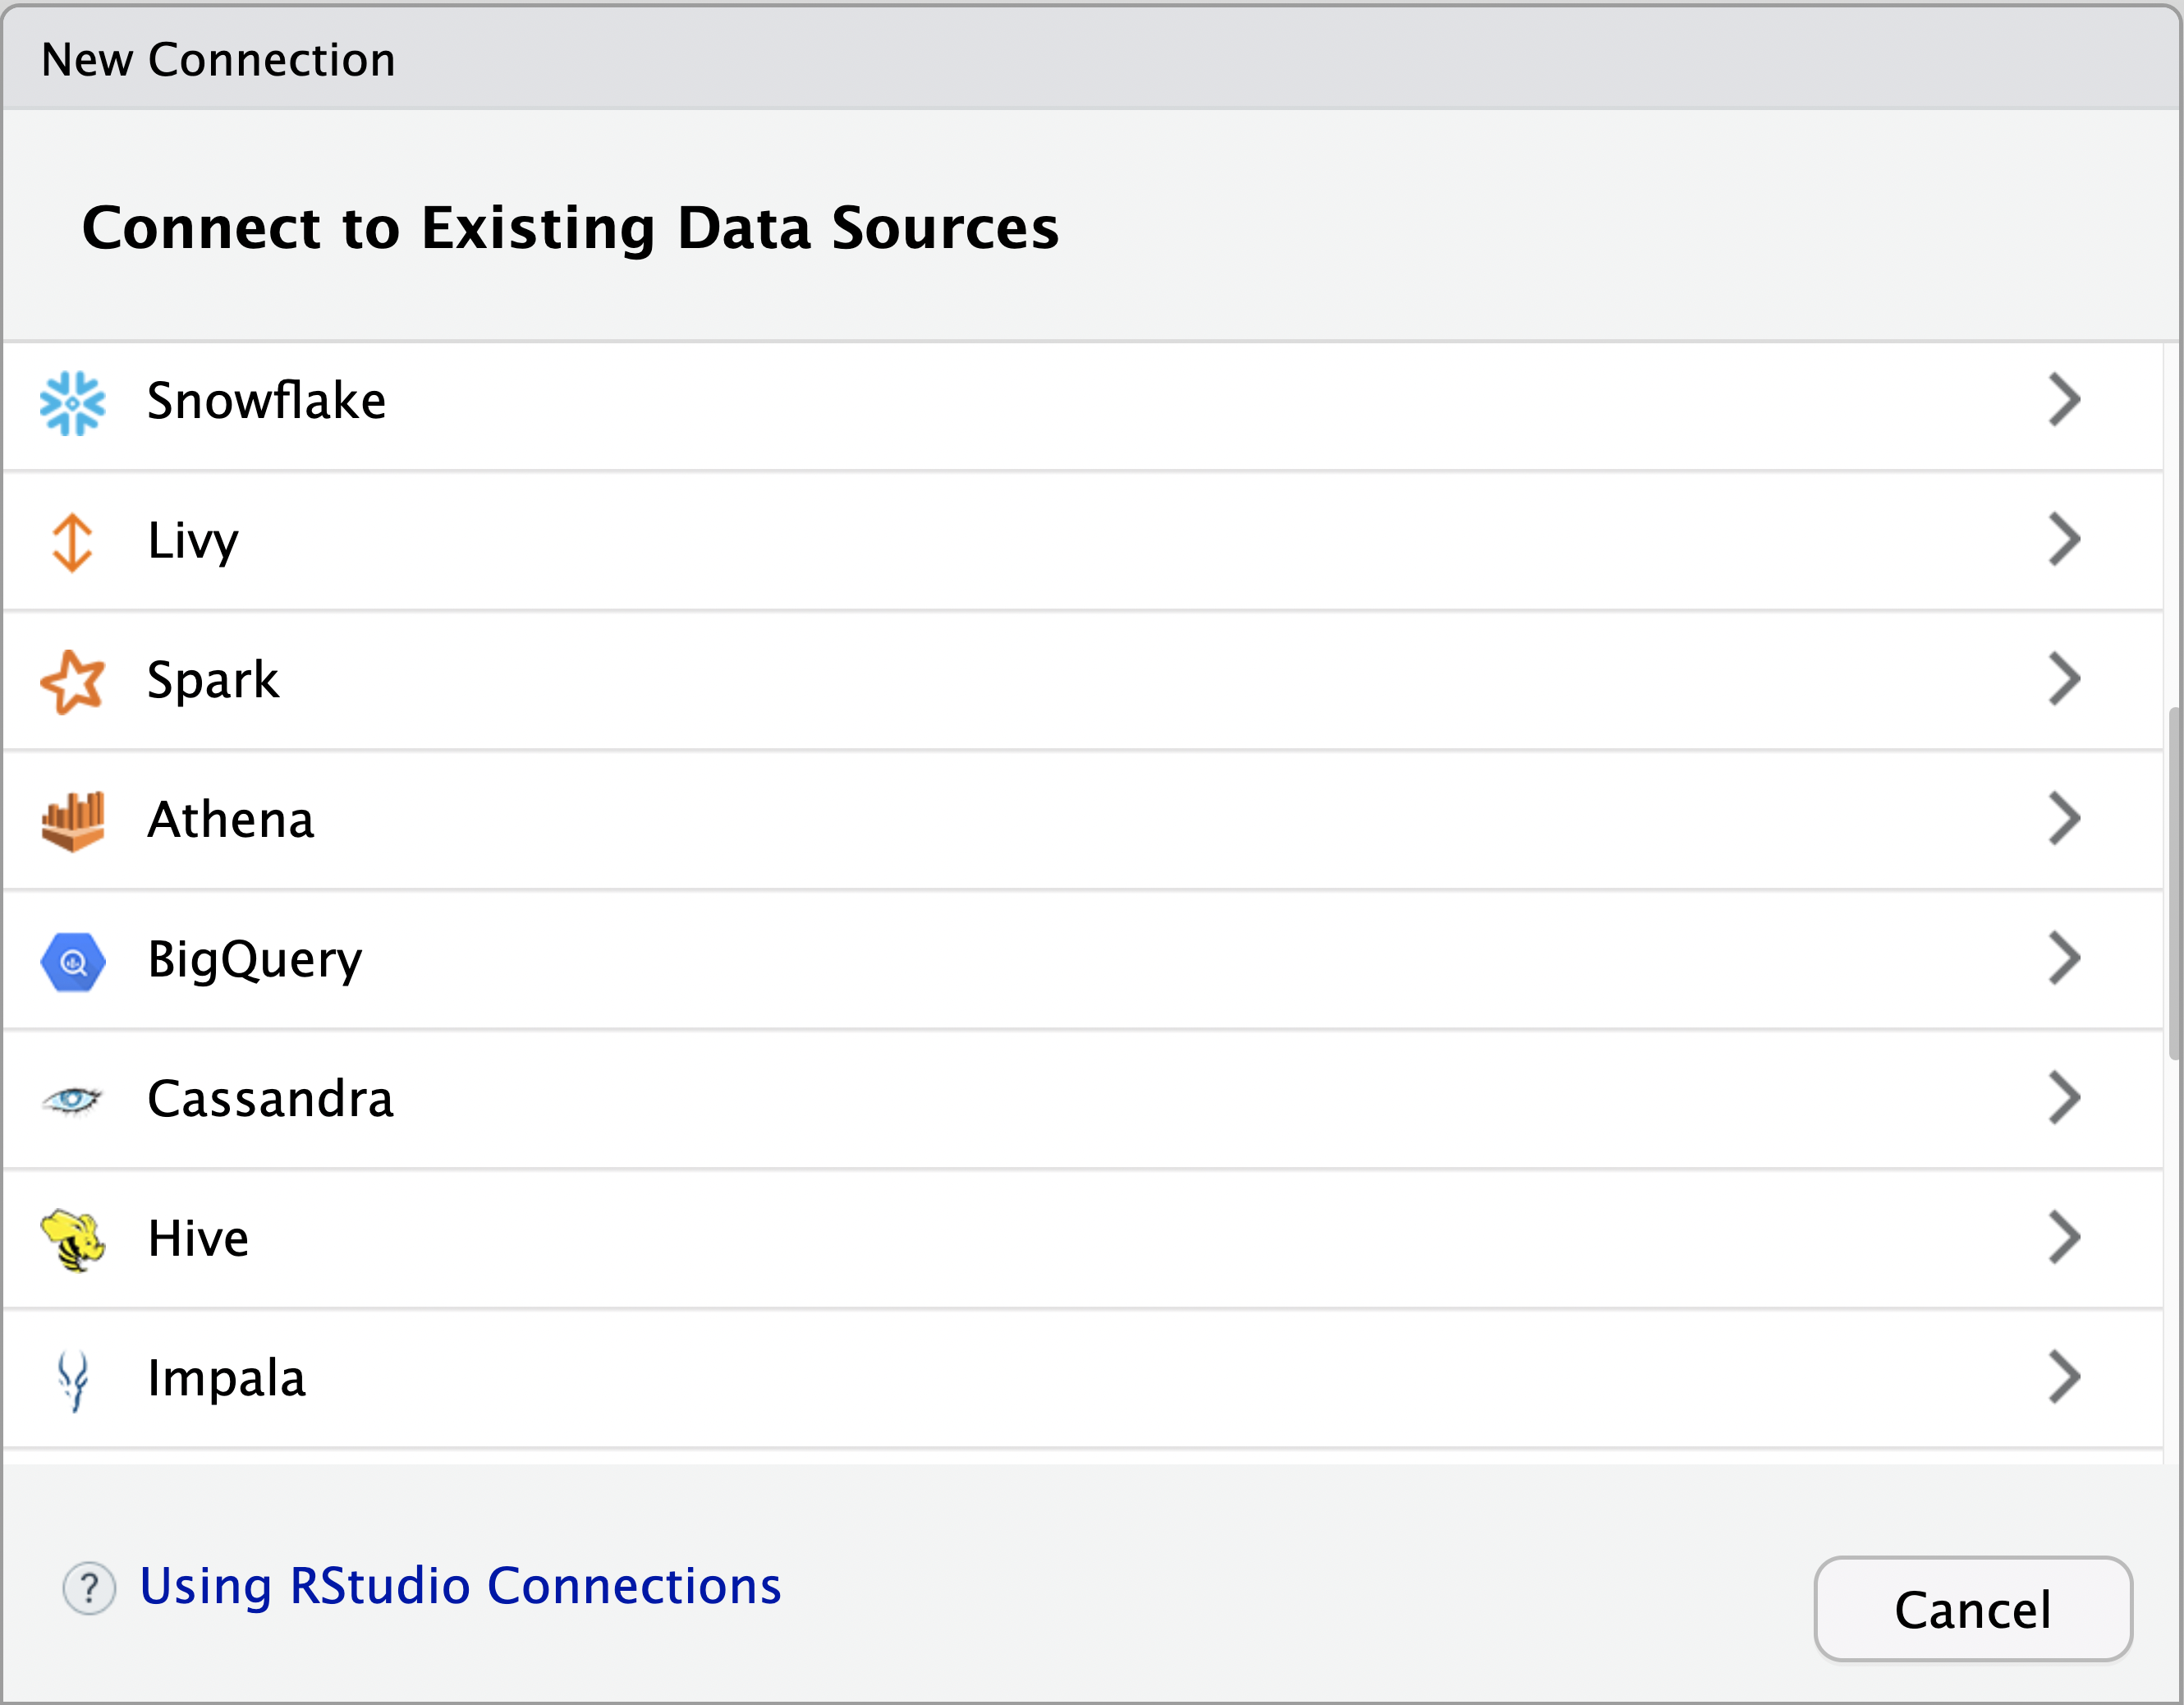 New Connection
Connect to Existing Data Sources
Snowflake
Livy
Spark
Athena
BigQuery
Cassandra
Hive
Impala
? Using RStudio Connections
Cancel